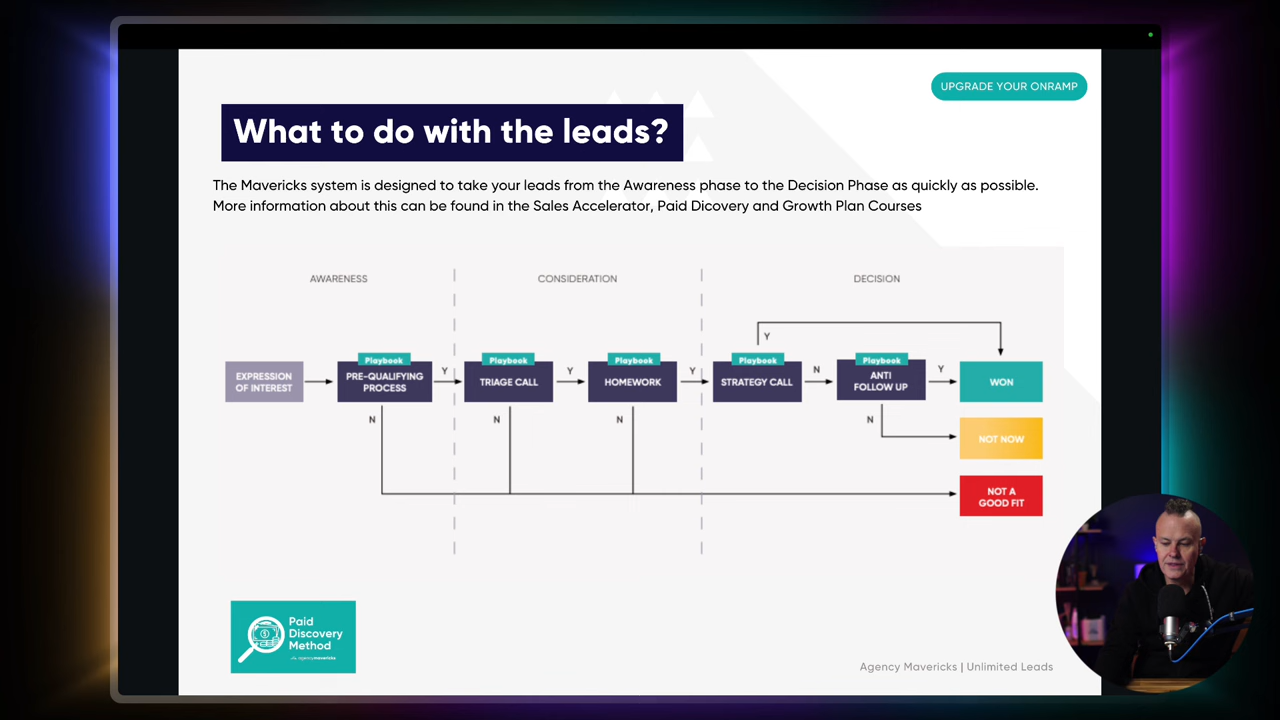 UPGRADE YOUR ONRAMP
What to do with the leads?
The Mavericks system is designed to take your leads from the Awareness phase to the Decision Phase as quickly as possible.
More information about this can be found in the Sales Accelerator, Paid Dicovery and Growth Plan Courses
AWARENESS
CONSIDERATION
DECISION
Y
Playbook
Playbook
Playbook
Playbook
Playbook
EXPRESSION
OF INTEREST
PRE-QUALIFYING
PROCESS
Y
TRIAGE CALL
Y
HOMEWORK
Y
STRATEGY CALL
N
ANTI
FOLLOW UP
Y
WON
N
N
N
N
NOT NOW
NOT A
GOOD FIT
Paid
Discovery
Method
agencymavericks
Agency Mavericks | Unlimited Leads